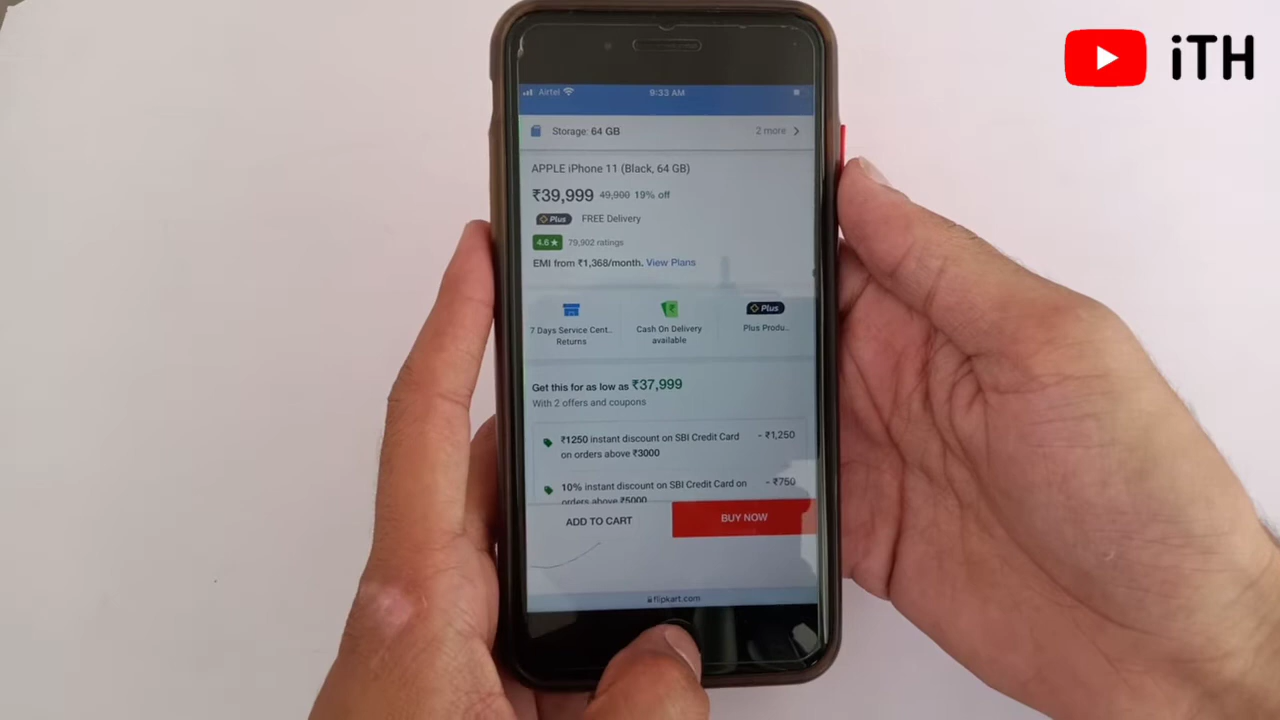 iTH
Airtel 9:33 AM
Storage: 64 GB 2 more
APPLE iPhone 11 (Black, 64 GB)
₹39,999 49,900 19% off
Plus FREE Delivery
4.6★ 79,902 ratings
EMI from ₹1,368/month. View Plans
Plus
7 Days Service Cent.. Cash On Delivery Plus Produ..
Returns available
Get this for as low as ₹37,999
With 2 offers and coupons
₹1250 instant discount on SBI Credit Card - ₹1,250
on orders above ₹3000
10% instant discount on SBI Credit Card on - ₹750
orders above ₹5000
ADD TO CART BUY NOW
flipkart.com